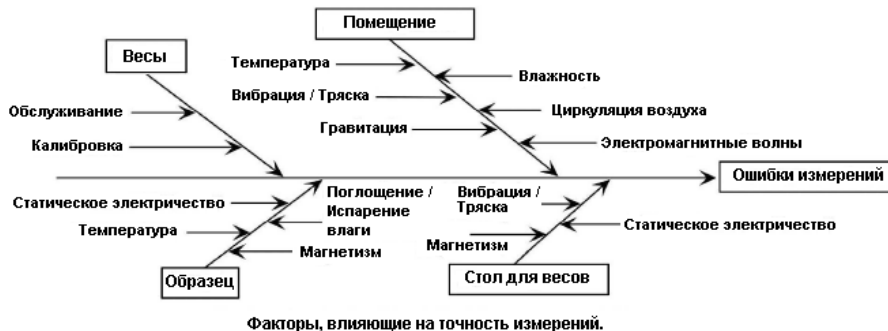 Помещение
Весы
Температура
Влажность
Вибрация / Тряска
Обслуживание
Циркуляция воздуха
Гравитация
Калибровка
Электромагнитные волны
Ошибки измерений
Статическое электричество
Поглощение /
Испарение
влаги
Вибрация /
Тряска
Статическое электричество
Температура
Магнетизм
Магнетизм
Образец
Стол для весов
Факторы, влияющие на точность измерений.